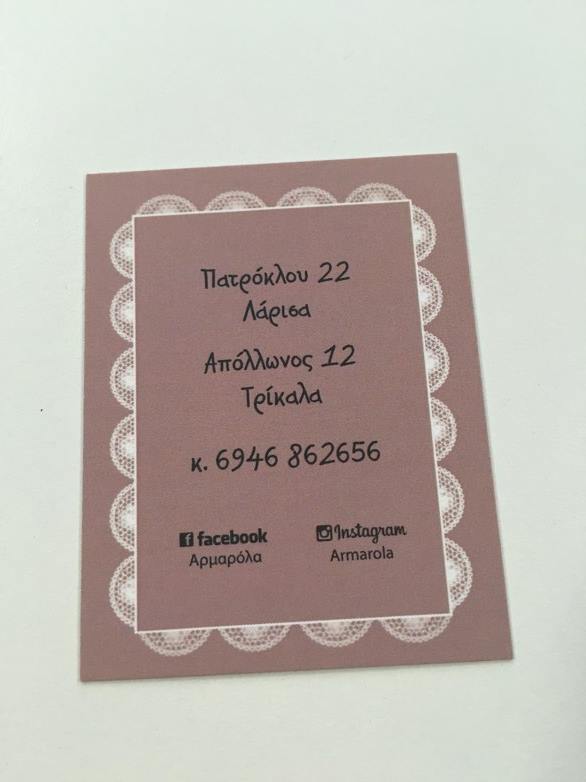 Πατρόκλου 22
Λάρισα
Απόλλωνος 12
Τρίκαλα
κ. 6946 862656
facebook
Αρμαρόλα
Instagram
Armarola